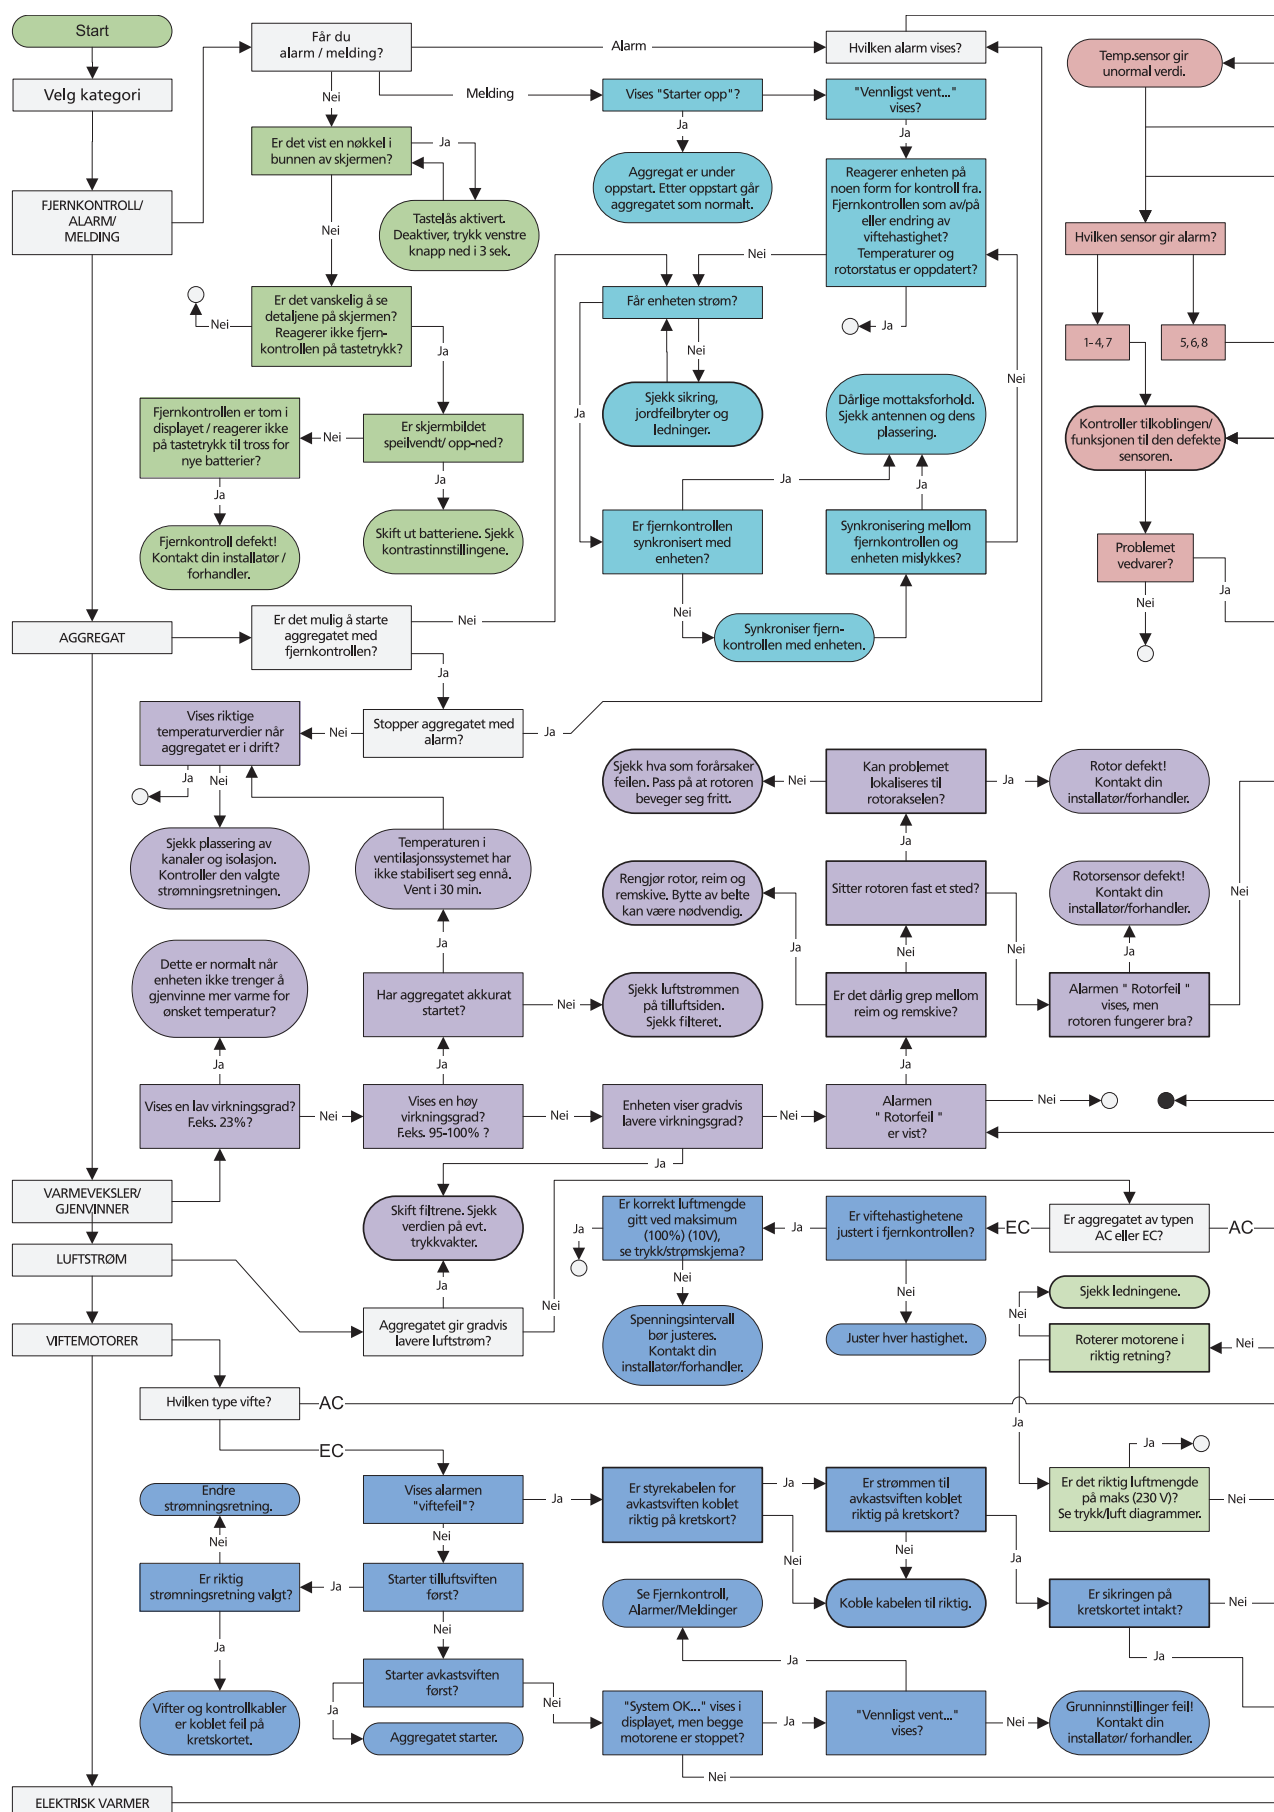 Start
Velg kategori
FJERNKONTROLL/
ALARM/
MELDING
Får du
alarm / melding?
Alarm
Hvilken alarm vises?
Nei
Melding
Vises "Starter opp"?
"Vennligst vent..."
vises?
Ja
Ja
Er det vist en nøkkel i
bunnen av skjermen?
Ja
Aggregat er under
oppstart. Etter oppstart går
aggregatet som normalt.
Reagerer enheten på
noen form for kontroll fra.
Fjernkontrollen som av/på
eller endring av
viftehastighet?
Temperaturer og
rotorstatus er oppdatert?
Tastelås aktivert.
Deaktiver, trykk venstre
knapp ned i 3 sek.
Nei
Nei
Ja
Er det vanskelig å se
detaljene på skjermen?
Reagerer ikke fjern-
kontrollen på tastetrykk?
Nei
Ja
Får enheten strøm?
Nei
Ja
Sjekk sikring,
jordfeilbryter og
ledninger.
Dårlige mottaksforhold.
Sjekk antennen og dens
plassering.
Nei
Fjernkontrollen er tom i
displayet / reagerer ikke
på tastetrykk til tross for
nye batterier?
Nei
Er skjermbildet
speilvendt/ opp-ned?
Ja
Ja
Ja
Ja
Fjernkontroll defekt!
Kontakt din installatør /
forhandler.
Skift ut batteriene. Sjekk
kontrastinnstillingene.
Er fjernkontrollen
synkronisert med
enheten?
Synkronisering mellom
fjernkontrollen og
enheten mislykkes?
Nei
Synkroniser fjern-
kontrollen med enheten.
Temp.sensor gir
unormal verdi.
Hvilken sensor gir alarm?
1-4,7
5,6,8
Kontroller tilkoblingen/
funksjonen til den defekte
sensoren.
Problemet
vedvarer?
Ja
Nei
AGGREGAT
Er det mulig å starte
aggregatet med
fjernkontrollen?
Nei
Ja
Stopper aggregatet med
alarm?
Ja
Nei
Vises riktige
temperaturverdier når
aggregatet er i drift?
Ja
Nei
Sjekk plassering av
kanaler og isolasjon.
Kontroller den valgte
strømningsretningen.
Temperaturen i
ventilasjonssystemet har
ikke stabilisert seg ennå.
Vent i 30 min.
Sjekk hva som forårsaker
feilen. Pass på at rotoren
beveger seg fritt.
Nei
Kan problemet
lokaliseres til
rotorakselen?
Ja
Rotor defekt!
Kontakt din
installatør/forhandler.
Ja
Rengjør rotor, reim og
remskive. Bytte av belte
kan være nødvendig.
Sitter rotoren fast et sted?
Rotorsensor defekt!
Kontakt din
installatør/forhandler.
Nei
Ja
Nei
Nei
Ja
Dette er normalt når
enheten ikke trenger å
gjenvinne mer varme for
ønsket temperatur?
Ja
Har aggregatet akkurat
startet?
Nei
Sjekk luftstrømmen
på tilluftsiden.
Sjekk filteret.
Er det dårlig grep mellom
reim og remskive?
Alarmen " Rotorfeil "
vises, men
rotoren fungerer bra?
Ja
Ja
Ja
Vises en lav virkningsgrad?
F.eks. 23%?
Nei
Vises en høy
virkningsgrad?
F.eks. 95-100% ?
Nei
Enheten viser gradvis
lavere virkningsgrad?
Nei
Alarmen
" Rotorfeil "
er vist?
Nei
Ja
VARMEVEKSLER/
GJENVINNER
Skift filtrene. Sjekk
verdien på evt.
trykkvakter.
Ja
LUFTSTRØM
Aggregatet gir gradvis
lavere luftstrøm?
Nei
Ja
Er korrekt luftmengde
gitt ved maksimum
(100%) (10V),
se trykk/strømskjema?
Ja
Er viftehastighetene
justert i fjernkontrollen?
EC
Er aggregatet av typen
AC eller EC?
AC
Nei
Nei
Spenningsintervall
bør justeres.
Kontakt din
installatør/forhandler.
Juster hver hastighet.
Sjekk ledningene.
Nei
Roterer motorene i
riktig retning?
Nei
Ja
VIFTEMOTORER
Hvilken type vifte?
AC
EC
Ja
Endre
strømningsretning.
Vises alarmen
"viftefeil"?
Ja
Er styrekabelen for
avkastsviften koblet
riktig på kretskort?
Ja
Er strømmen til
avkastsviften koblet
riktig på kretskort?
Er det riktig luftmengde
på maks (230 V)?
Se trykk/luft diagrammer.
Nei
Nei
Nei
Nei
Nei
Ja
Er riktig
strømningsretning valgt?
Ja
Starter tilluftsviften
først?
Se Fjernkontroll,
Alarmer/Meldinger
Koble kabelen til riktig.
Er sikringen på
kretskortet intakt?
Nei
Ja
Nei
Ja
Ja
Starter avkastsviften
først?
Nei
Ja
Vifter og kontrollkabler
er koblet feil på
kretskortet.
Aggregatet starter.
"System OK..." vises i
displayet, men begge
motorene er stoppet?
Ja
"Vennligst vent..."
vises?
Nei
Grunninnstillinger feil!
Kontakt din
installatør/ forhandler.
Nei
ELEKTRISK VARMER